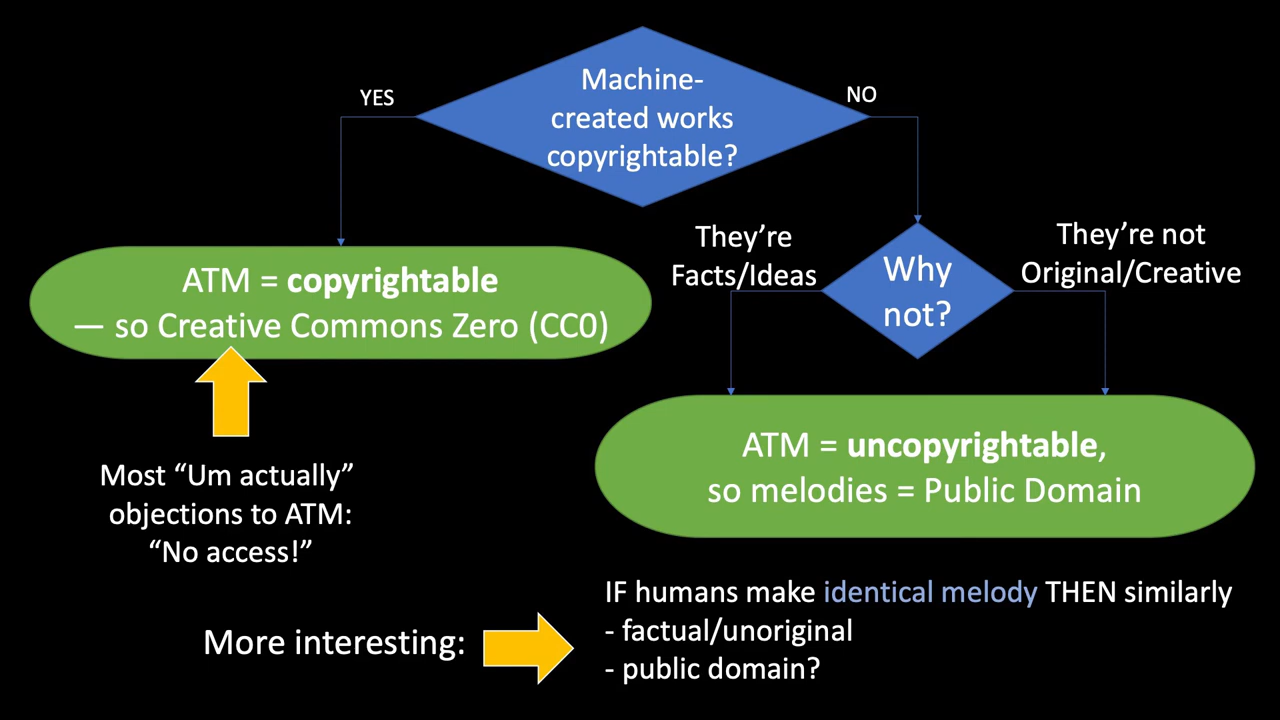 Machine-
created works
copyrightable?
YES
NO
ATM = copyrightable
— so Creative Commons Zero (CC0)
They’re
Facts/Ideas
Why
not?
They’re not
Original/Creative
ATM = uncopyrightable,
so melodies = Public Domain
Most “Um actually”
objections to ATM:
“No access!”
More interesting:
IF humans make identical melody THEN similarly
- factual/unoriginal
- public domain?